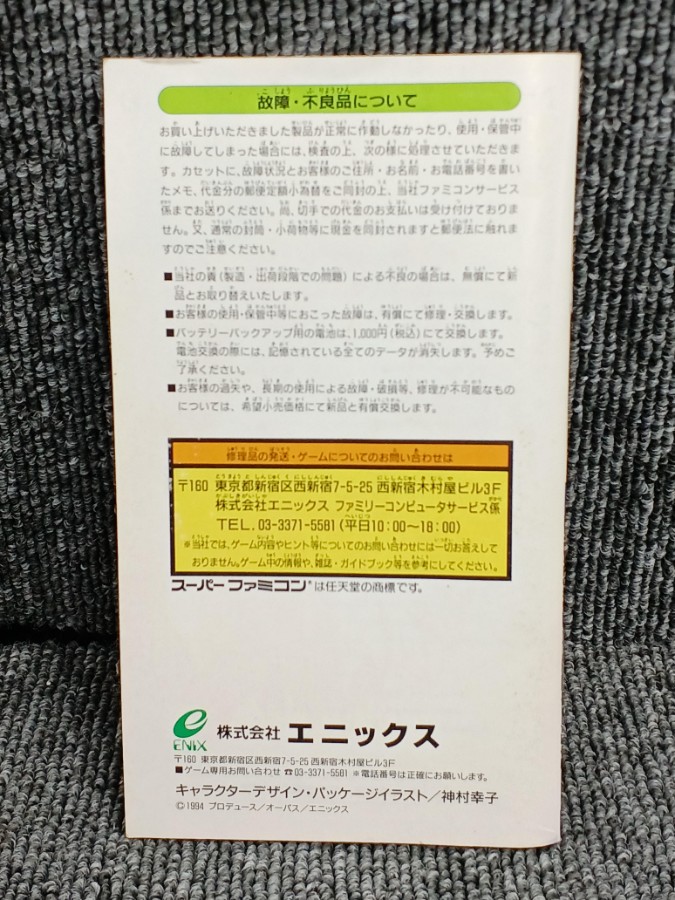 故障・不良品について
お買い上げいただきました製品が正常に作動しなかったり、使用・保管中
に故障してしまった場合には、検査の上、次の様に処理させていただきま
す。カセットに、故障状況とお客様のご住所・お名前・お電話番号を書い
たメモ、代金分の郵便定額小為替をご同封の上、当社ファミコンサービス
係までお送りください。尚、切手での代金のお支払いは受け付けておりま
せん。又、通常の封筒・小荷物等に現金を同封されますと郵便法に触れま
すのでご注意ください。
■当社の責(製造・出荷段階での問題)による不良の場合は、無償にて新
品とお取り替えいたします。
■お客様の使用・保管中等におこった故障は、有償にて修理・交換します。
■バッテリーバックアップ用の電池は、1,000円(税込)にて交換します。
電池交換の際には、記憶されている全てのデータが消失します。予めご
了承ください。
■お客様の過失や、長期の使用による故障・破損等、修理が不可能なもの
については、希望小売価格にて新品と有償交換します。
修理品の発送・ゲームについてのお問い合わせは
〒160 東京都新宿区西新宿7-5-25 西新宿木村屋ビル3F
株式会社エニックス ファミリーコンピュータサービス係
TEL.03-3371-5581(平日10:00～18:00)
※当社では、ゲーム内容やヒント等についてのお問い合わせには一切お答えして
おりません。ゲーム中の情報や、雑誌・ガイドブック等を参考にしてください。
スーパーファミコン®は任天堂の商標です。
ENIX 株式会社 エニックス
〒160 東京都新宿区西新宿7-5-25 西新宿木村屋ビル3F
■ゲーム専用お問い合わせ ☎03-3371-5581 ※電話番号は正確にお願いします。
キャラクターデザイン・パッケージイラスト/神村幸子
©1994 プロデュース/オーパス/エニックス